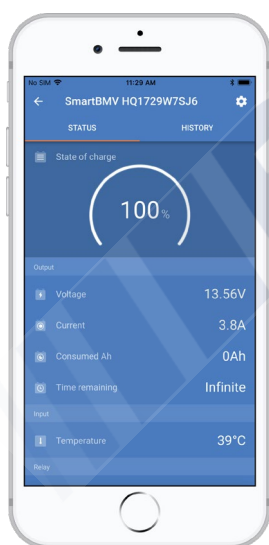 No SIM 11:29 AM
SmartBMV HQ1729W7SJ6
STATUS HISTORY
State of charge
100%
Output
Voltage 13.56V
Current 3.8A
Consumed Ah 0Ah
Time remaining Infinite
Input
Temperature 39°C
Relay